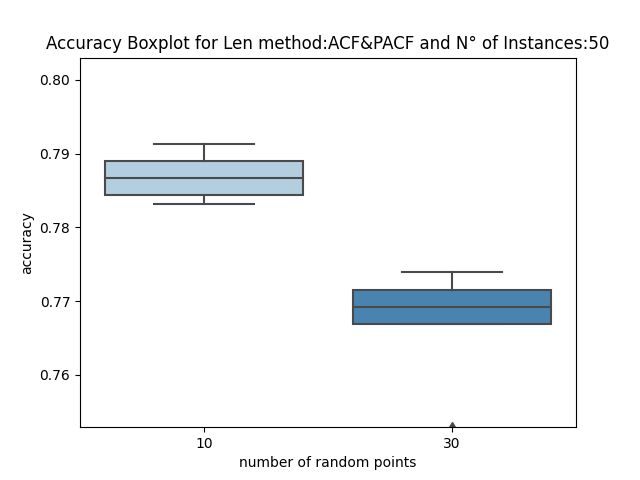 Accuracy Boxplot for Len method:ACF&PACF and N° of Instances:50
0.80
0.79
0.78
0.77
0.76
accuracy
10
30
number of random points